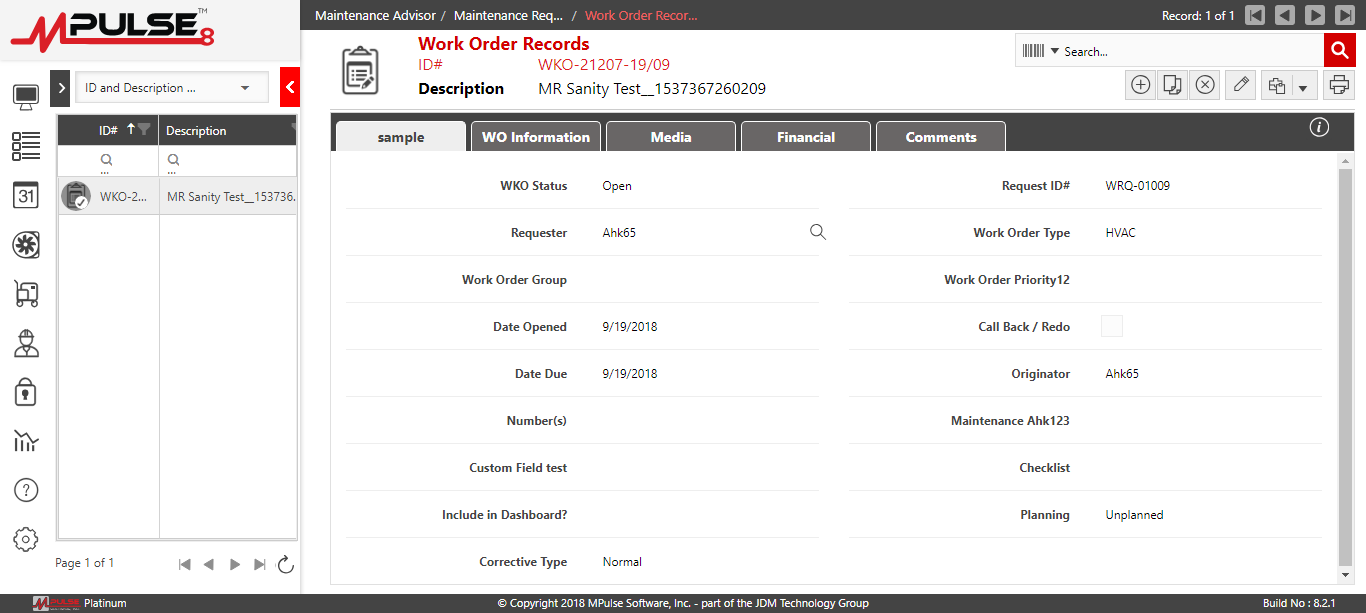 MPULSE 8 ™
Maintenance Advisor / Maintenance Req... / Work Order Recor...
Record: 1 of 1
ID and Description ...
ID#
Description
...
...
WKO-2...
MR Sanity Test__153736.
Page 1 of 1
31
?
Work Order Records
ID# WKO-21207-19/09
Description MR Sanity Test__1537367260209
Search...
sample
WO Information
Media
Financial
Comments
i
WKO Status Open
Request ID# WRQ-01009
Requester Ahk65
Work Order Type HVAC
Work Order Group
Work Order Priority12
Date Opened 9/19/2018
Call Back / Redo
Date Due 9/19/2018
Originator Ahk65
Number(s)
Maintenance Ahk123
Custom Field test
Checklist
Include in Dashboard?
Planning Unplanned
Corrective Type Normal
MPULSE Platinum
© Copyright 2018 MPulse Software, Inc. - part of the JDM Technology Group
Build No : 8.2.1